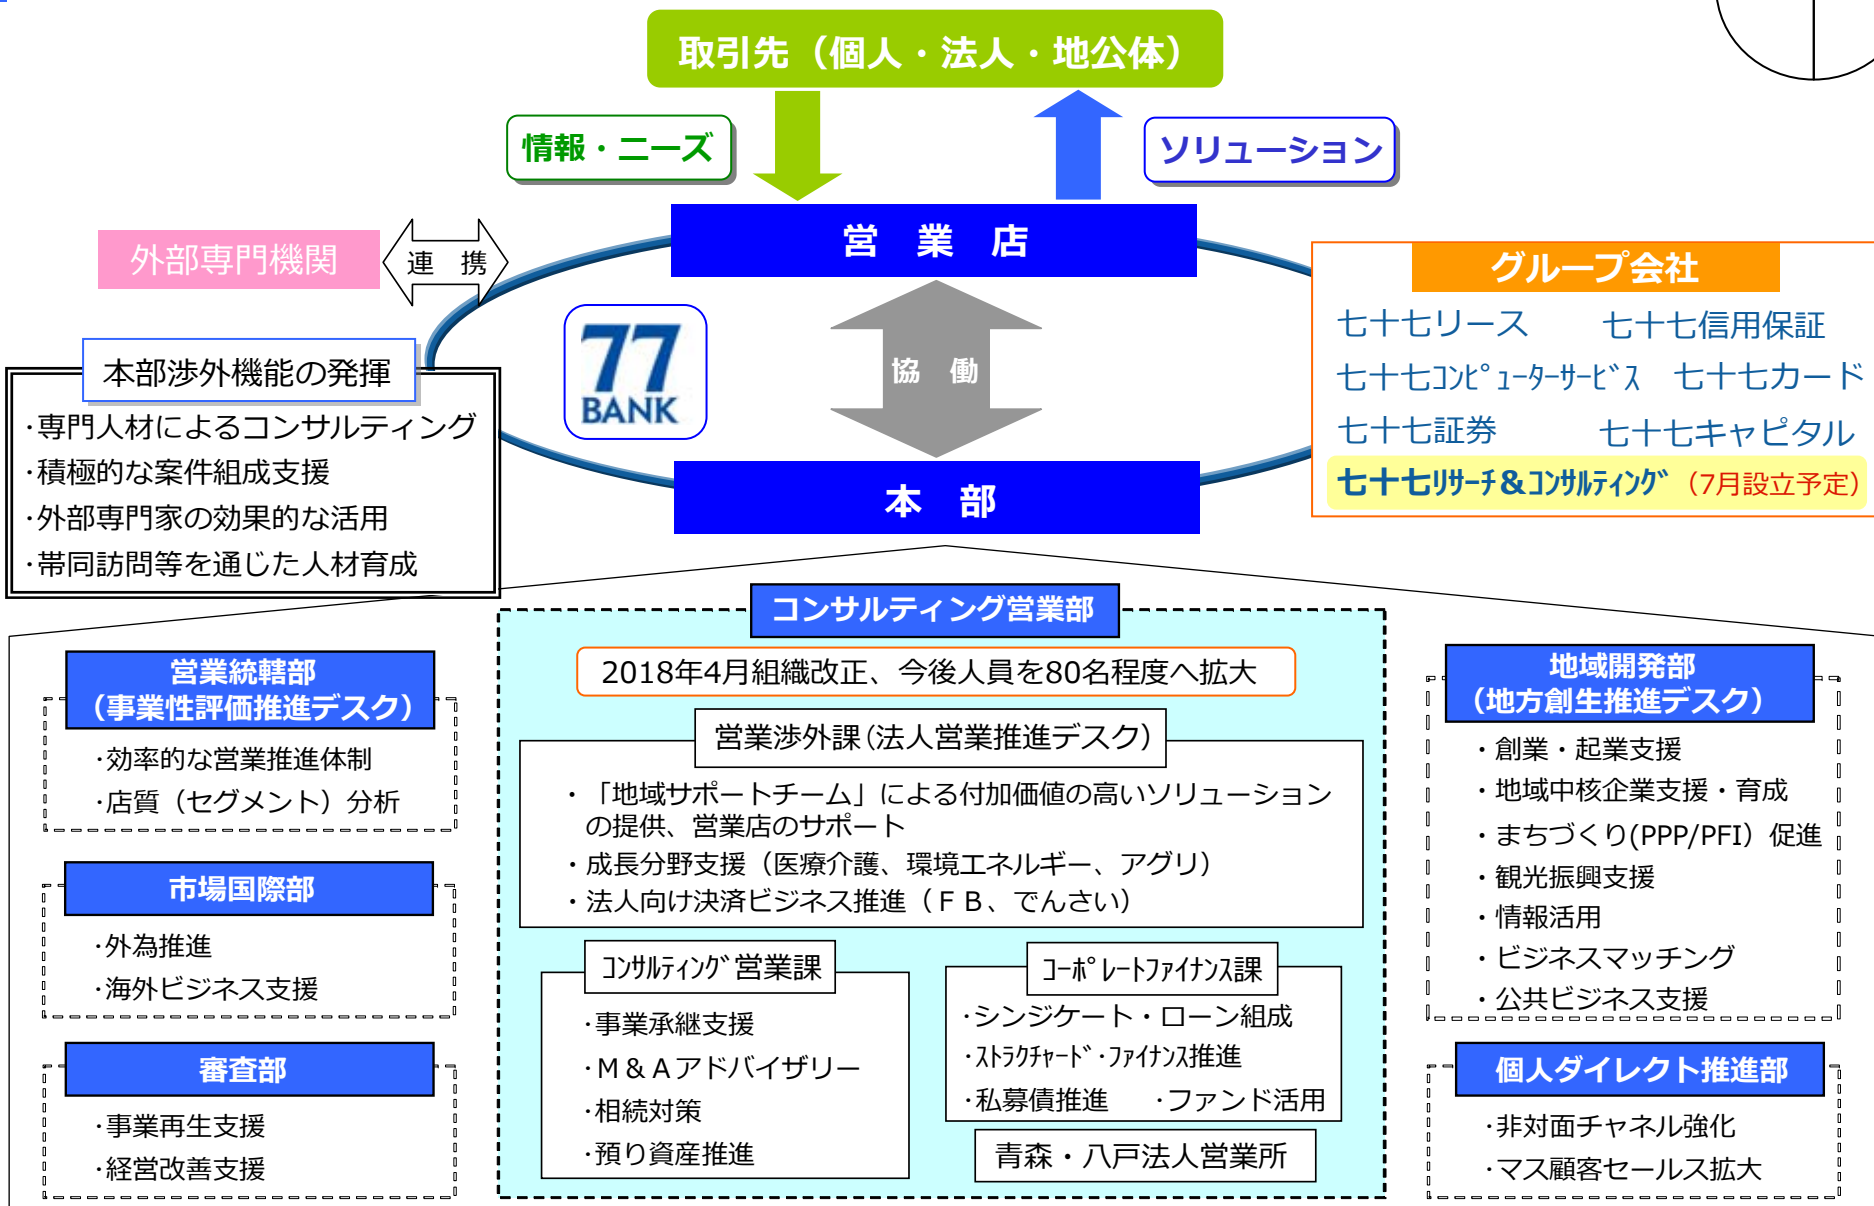 取引先（個人・法人・地公体）
情報・ニーズ
ソリューション
営 業 店
外部専門機関
連 携
77
BANK
協 働
本 部
本部渉外機能の発揮
・専門人材によるコンサルティング
・積極的な案件組成支援
・外部専門家の効果的な活用
・帯同訪問等を通じた人材育成
グループ会社
七十七リース 七十七信用保証
七十七ｺﾝﾋﾟｭｰﾀｰｻｰﾋﾞｽ 七十七カード
七十七証券 七十七キャピタル
七十七ﾘｻｰﾁ&ｺﾝｻﾙﾃｨﾝｸﾞ（7月設立予定）
営業統轄部
（事業性評価推進デスク）
・効率的な営業推進体制
・店質（セグメント）分析
市場国際部
・外為推進
・海外ビジネス支援
審査部
・事業再生支援
・経営改善支援
コンサルティング営業部
2018年4月組織改正、今後人員を80名程度へ拡大
営業渉外課(法人営業推進デスク)
・「地域サポートチーム」による付加価値の高いソリューション
の提供、営業店のサポート
・成長分野支援（医療介護、環境エネルギー、アグリ）
・法人向け決済ビジネス推進（ＦＢ、でんさい）
ｺﾝｻﾙﾃｨﾝｸﾞ営業課
・事業承継支援
・Ｍ＆Ａアドバイザリー
・相続対策
・預り資産推進
ｺｰﾎﾟﾚｰﾄﾌｧｲﾅﾝｽ課
・シンジケート・ローン組成
・ｽﾄﾗｸﾁｬｰﾄﾞ・ﾌｧｲﾅﾝｽ推進
・私募債推進 ・ファンド活用
青森・八戸法人営業所
地域開発部
（地方創生推進デスク）
・創業・起業支援
・地域中核企業支援・育成
・まちづくり(PPP/PFI）促進
・観光振興支援
・情報活用
・ビジネスマッチング
・公共ビジネス支援
個人ダイレクト推進部
・非対面チャネル強化
・マス顧客セールス拡大